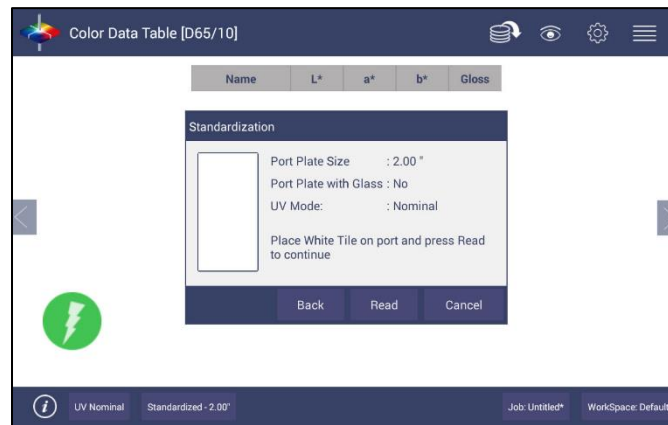 Color Data Table [D65/10]
Name L* a* b* Gloss
Standardization
Port Plate Size : 2.00 "
Port Plate with Glass : No
UV Mode: : Nominal
Place White Tile on port and press Read
to continue
Back Read Cancel
i UV Nominal Standardized - 2.00" Job: Untitled* WorkSpace: Default